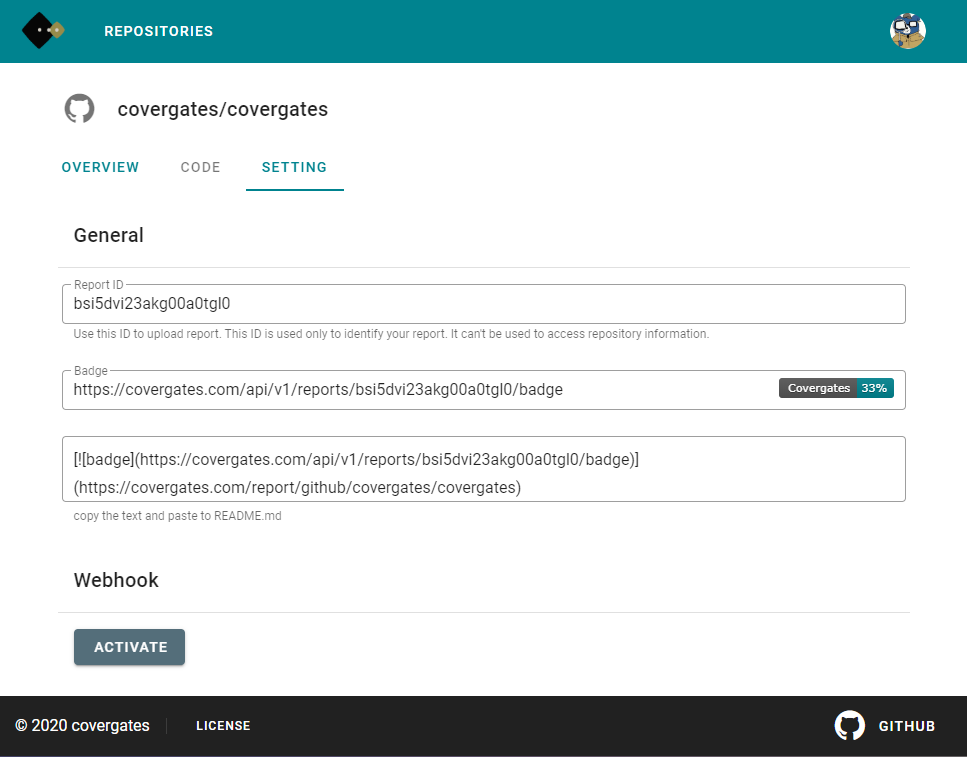 REPOSITORIES
covergates/covergates
OVERVIEW CODE SETTING
General
Report ID
bsi5dvi23akg00a0tgl0
Use this ID to upload report. This ID is used only to identify your report. It can't be used to access repository information.
Badge
https://covergates.com/api/v1/reports/bsi5dvi23akg00a0tgl0/badge Covergates 33%
[![badge](https://covergates.com/api/v1/reports/bsi5dvi23akg00a0tgl0/badge)]
(https://covergates.com/report/github/covergates/covergates)
copy the text and paste to README.md
Webhook
ACTIVATE
© 2020 covergates LICENSE GITHUB